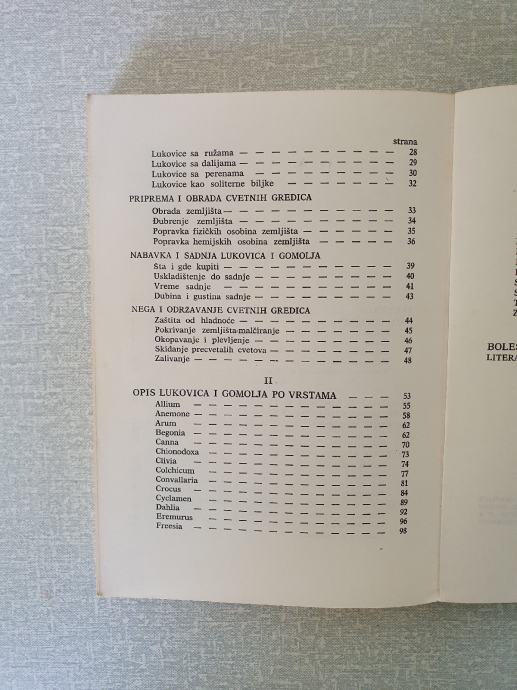 strana
Lukovice sa ružama — — — — — — — — — — 28
Lukovice sa dalijama — — — — — — — — — — 29
Lukovice sa perenama — — — — — — — — — 30
Lukovice kao soliterne biljke — — — — — — — 32
PRIPREMA I OBRADA CVETNIH GREDICA
Obrada zemljišta — — — — — — — — — — 33
Đubrenje zemljišta — — — — — — — — — — 34
Popravka fizičkih osobina zemljišta — — — — — — 35
Popravka hemijskih osobina zemljišta — — — — — 36
NABAVKA I SADNJA LUKOVICA I GOMOLJA
Šta i gde kupiti — — — — — — — — — — 39
Uskladištenje do sadnje — — — — — — — — 40
Vreme sadnje — — — — — — — — — — 41
Dubina i gustina sadnje — — — — — — — — 43
NEGA I ODRŽAVANJE CVETNIH GREDICA
Zaštita od hladnoće — — — — — — — — — 44
Pokrivanje zemljišta-malčiranje — — — — — — 45
Okopavanje i plevljenje — — — — — — — — 46
Skidanje precvetalih cvetova — — — — — — — 47
Zalivanje — — — — — — — — — — — 48
II
OPIS LUKOVICA I GOMOLJA PO VRSTAMA — — — 53
Allium — — — — — — — — — — — 55
Anemone — — — — — — — — — — — 58
Arum — — — — — — — — — — — 62
Begonia — — — — — — — — — — — 62
Canna — — — — — — — — — — — 70
Chionodoxa — — — — — — — — — — 73
Clivia — — — — — — — — — — — 74
Colchicum — — — — — — — — — — 77
Convallaria — — — — — — — — — — 81
Crocus — — — — — — — — — — — 84
Cyclamen — — — — — — — — — — 89
Dahlia — — — — — — — — — — — 92
Eremurus — — — — — — — — — — 96
Freesia — — — — — — — — — — — 98
BOLES
LITERA